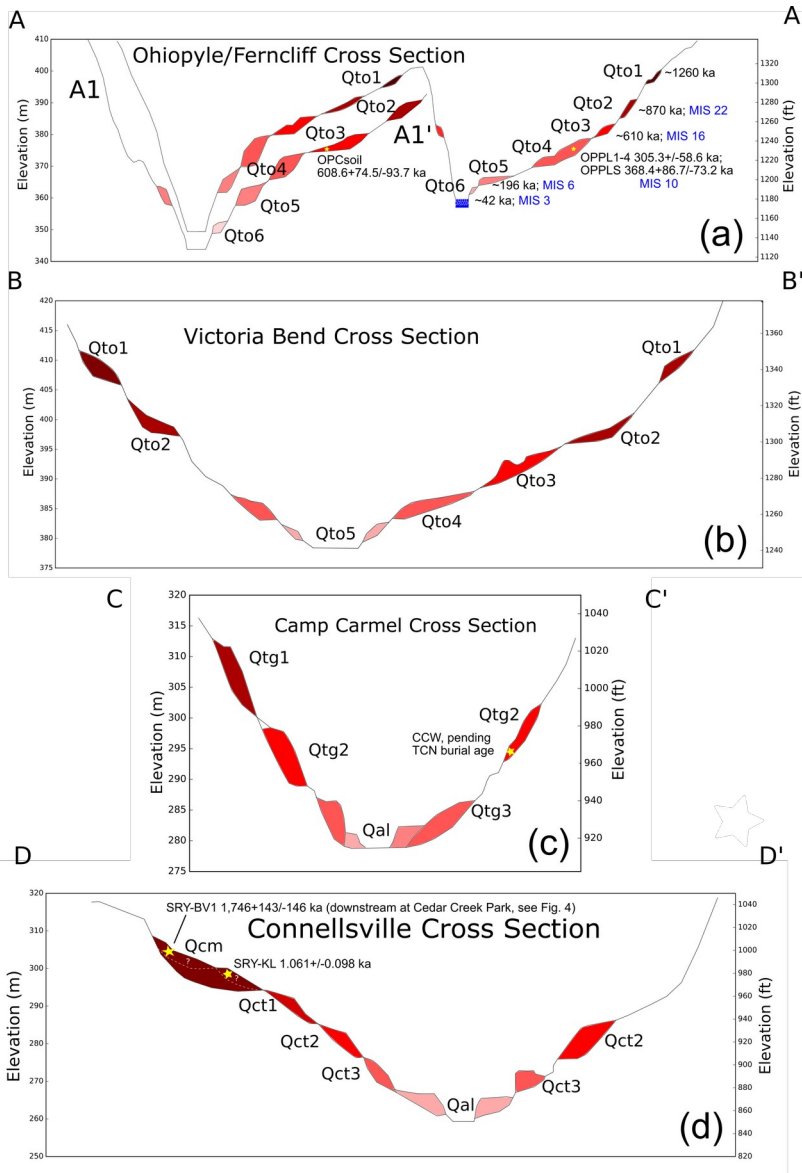 A
A
Ohiopyle/Ferncliff Cross Section
A1
A1'
Elevation (m)
410
400
390
380
370
360
350
340
Elevation (ft)
1320
1300
1280
1260
1240
1220
1200
1180
1160
1140
1120
Qto1
Qto2
Qto3
Qto4
Qto5
Qto6
OPCsoil
608.6+74.5/-93.7 ka
Qto1
~1260 ka
Qto2
~870 ka; MIS 22
Qto3
~610 ka; MIS 16
Qto4
OPPL1-4 305.3+/-58.6;
OPPLS 368.4+86.7/-73.2 ka
MIS 10
Qto5
~196 ka; MIS 6
Qto6
~42 ka; MIS 3
(a)
B
B'
Victoria Bend Cross Section
Elevation (m)
420
415
410
405
400
395
390
385
380
375
Elevation (ft)
1360
1340
1320
1300
1280
1260
1240
Qto1
Qto2
Qto5
Qto4
Qto3
Qto2
Qto1
(b)
C
C'
Camp Carmel Cross Section
Elevation (m)
320
315
310
305
300
295
290
285
280
275
Elevation (ft)
1040
1020
1000
980
960
940
920
Qtg1
Qtg2
Qal
Qtg3
Qtg2
CCW, pending
TCN burial age
(c)
D
D'
SRY-BV1 1,746+143/-146 ka (downstream at Cedar Creek Park, see Fig. 4)
Connellsville Cross Section
Elevation (m)
320
310
300
290
280
270
260
250
Elevation (ft)
1040
1020
1000
980
960
940
920
900
880
860
840
820
Qcm
?
SRY-KL 1.061+/-0.098 ka
?
Qct1
Qct2
Qct3
Qal
Qct3
Qct2
(d)